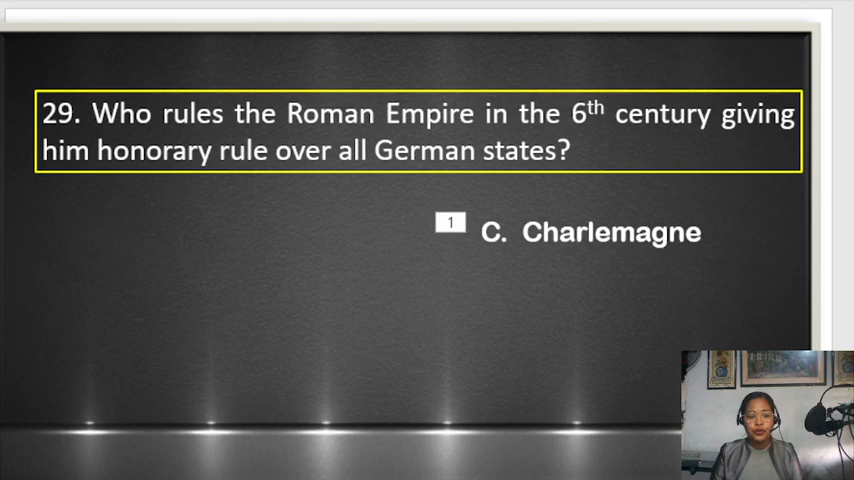 29. Who rules the Roman Empire in the 6th century giving
him honorary rule over all German states?
1
C. Charlemagne